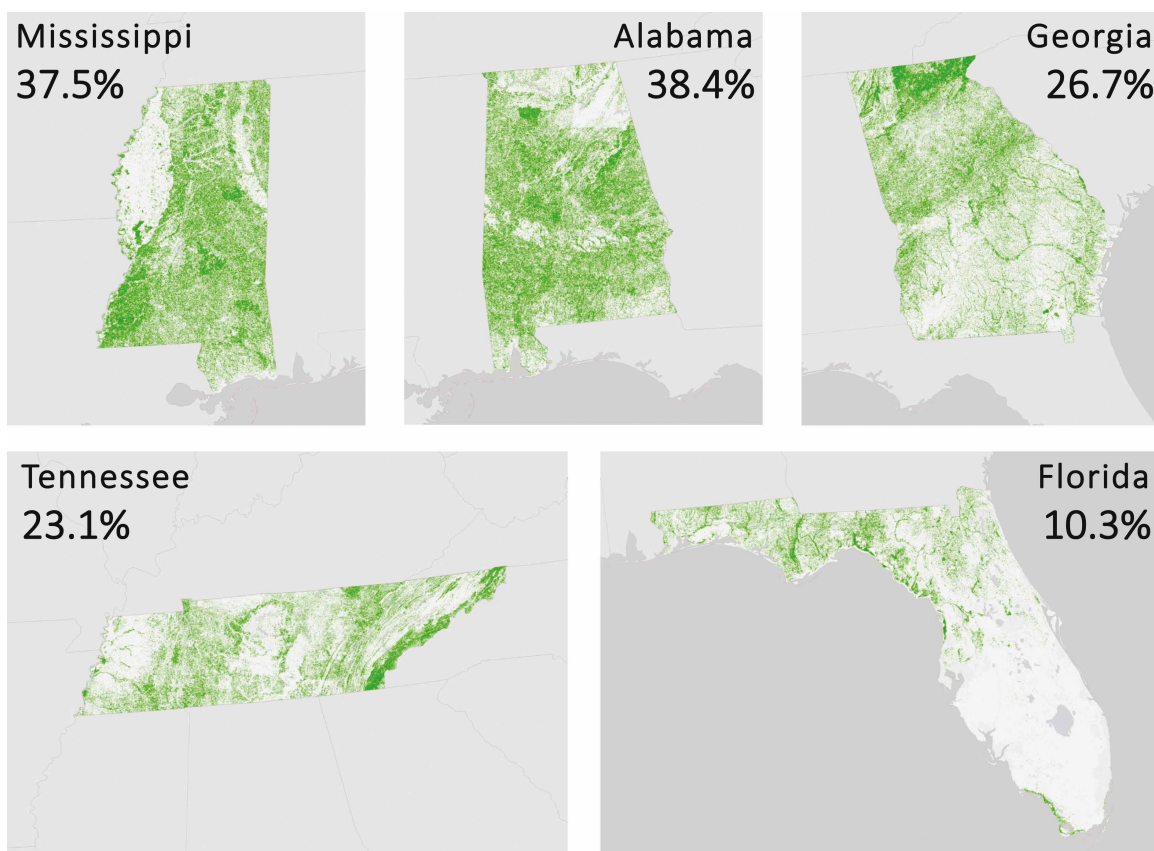 Mississippi
37.5%
Alabama
38.4%
Georgia
26.7%
Tennessee
23.1%
Florida
10.3%